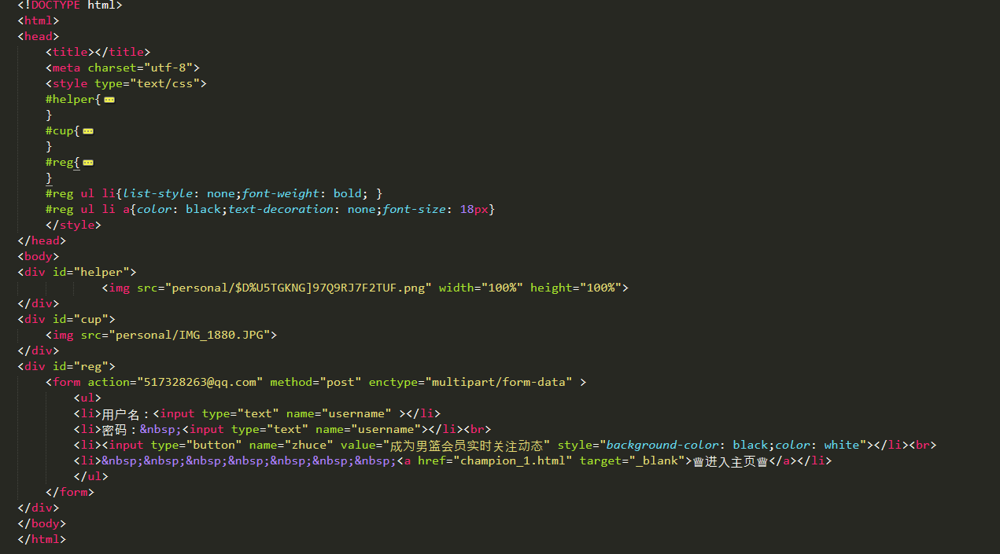 <!DOCTYPE html>
<html>
<head>
<title></title>
<meta charset="utf-8">
<style type="text/css">
#helper{
}
#cup{
}
#reg{
}
#reg ul li{list-style: none;font-weight: bold; }
#reg ul li a{color: black;text-decoration: none;font-size: 18px}
</style>
</head>
<body>
<div id="helper">
<img src="personal/$D%U5TGKNG]97Q9RJ7F2TUF.png" width="100%" height="100%">
</div>
<div id="cup">
<img src="personal/IMG_1880.JPG">
</div>
<div id="reg">
<form action="517328263@qq.com" method="post" enctype="multipart/form-data" >
<ul>
<li>用户名：<input type="text" name="username" ></li>
<li>密码：&nbsp;<input type="text" name="username"></li><br>
<li><input type="button" name="zhuce" value="成为男篮会员实时关注动态" style="background-color: black;color: white"></li><br>
<li>&nbsp;&nbsp;&nbsp;&nbsp;&nbsp;&nbsp;&nbsp;<a href="champion_1.html" target="_blank">♕进入主页♕</a></li>
</ul>
</form>
</div>
</body>
</html>